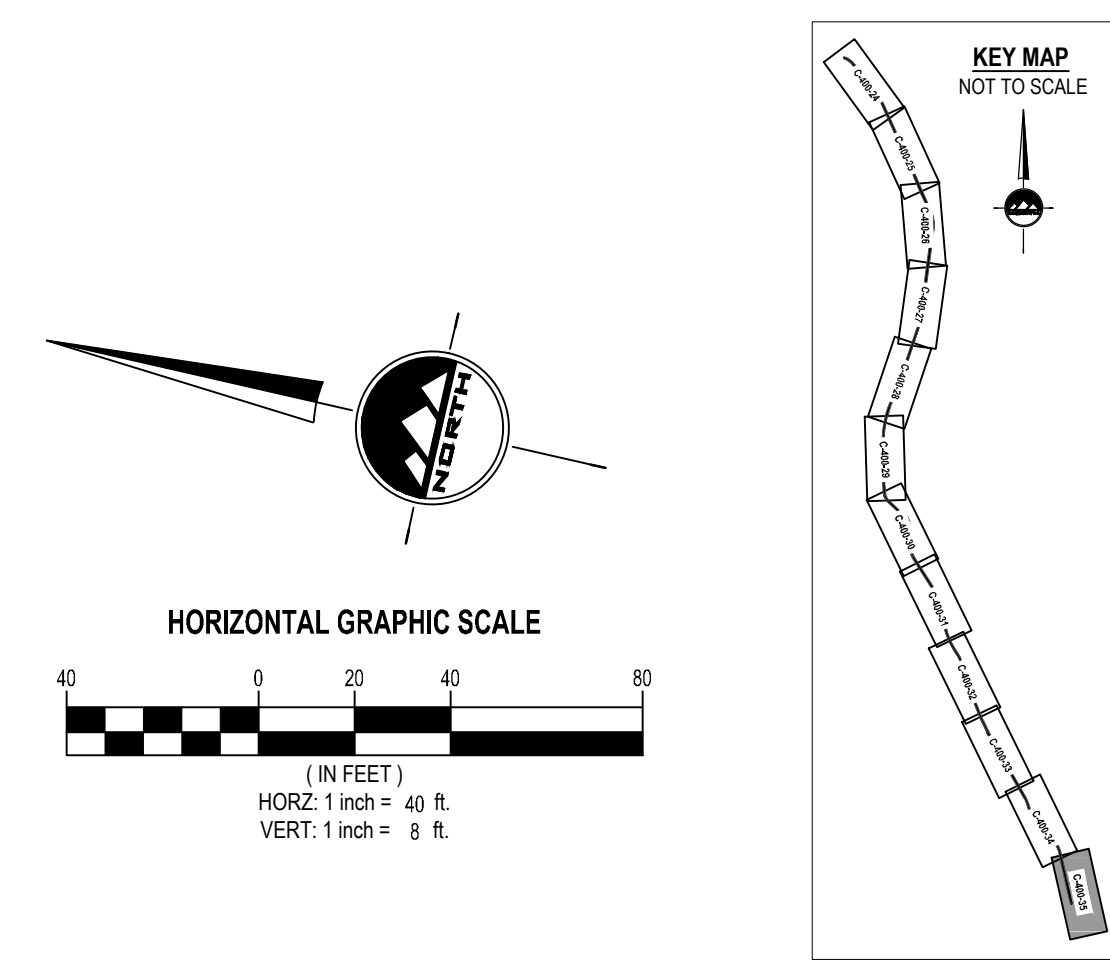 KEY MAP
NOT TO SCALE
C-400-24
C-400-25
C-400-26
C-400-27
C-400-28
C-400-29
C-400-30
C-400-31
C-400-32
C-400-33
C-400-34
C-400-35
NORTH
HORIZONTAL GRAPHIC SCALE
40 0 20 40 80
( IN FEET )
HORZ: 1 inch = 40 ft.
VERT: 1 inch = 8 ft.